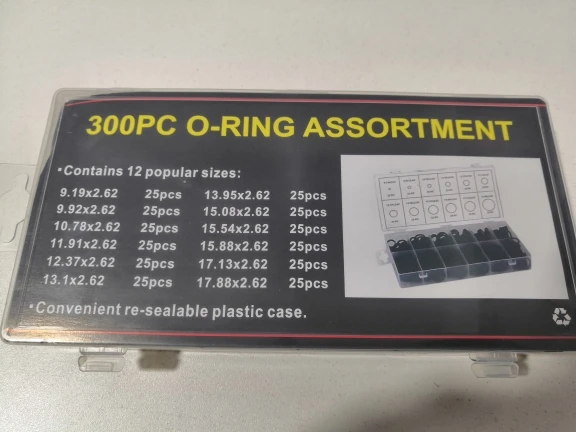 300PC O-RING ASSORTMENT
·Contains 12 popular sizes:
9.19x2.62 25pcs 13.95x2.62 25pcs
9.92x2.62 25pcs 15.08x2.62 25pcs
10.78x2.62 25pcs 15.54x2.62 25pcs
11.91x2.62 25pcs 15.88x2.62 25pcs
12.37x2.62 25pcs 17.13x2.62 25pcs
13.1x2.62 25pcs 17.88x2.62 25pcs
·Convenient re-sealable plastic case.